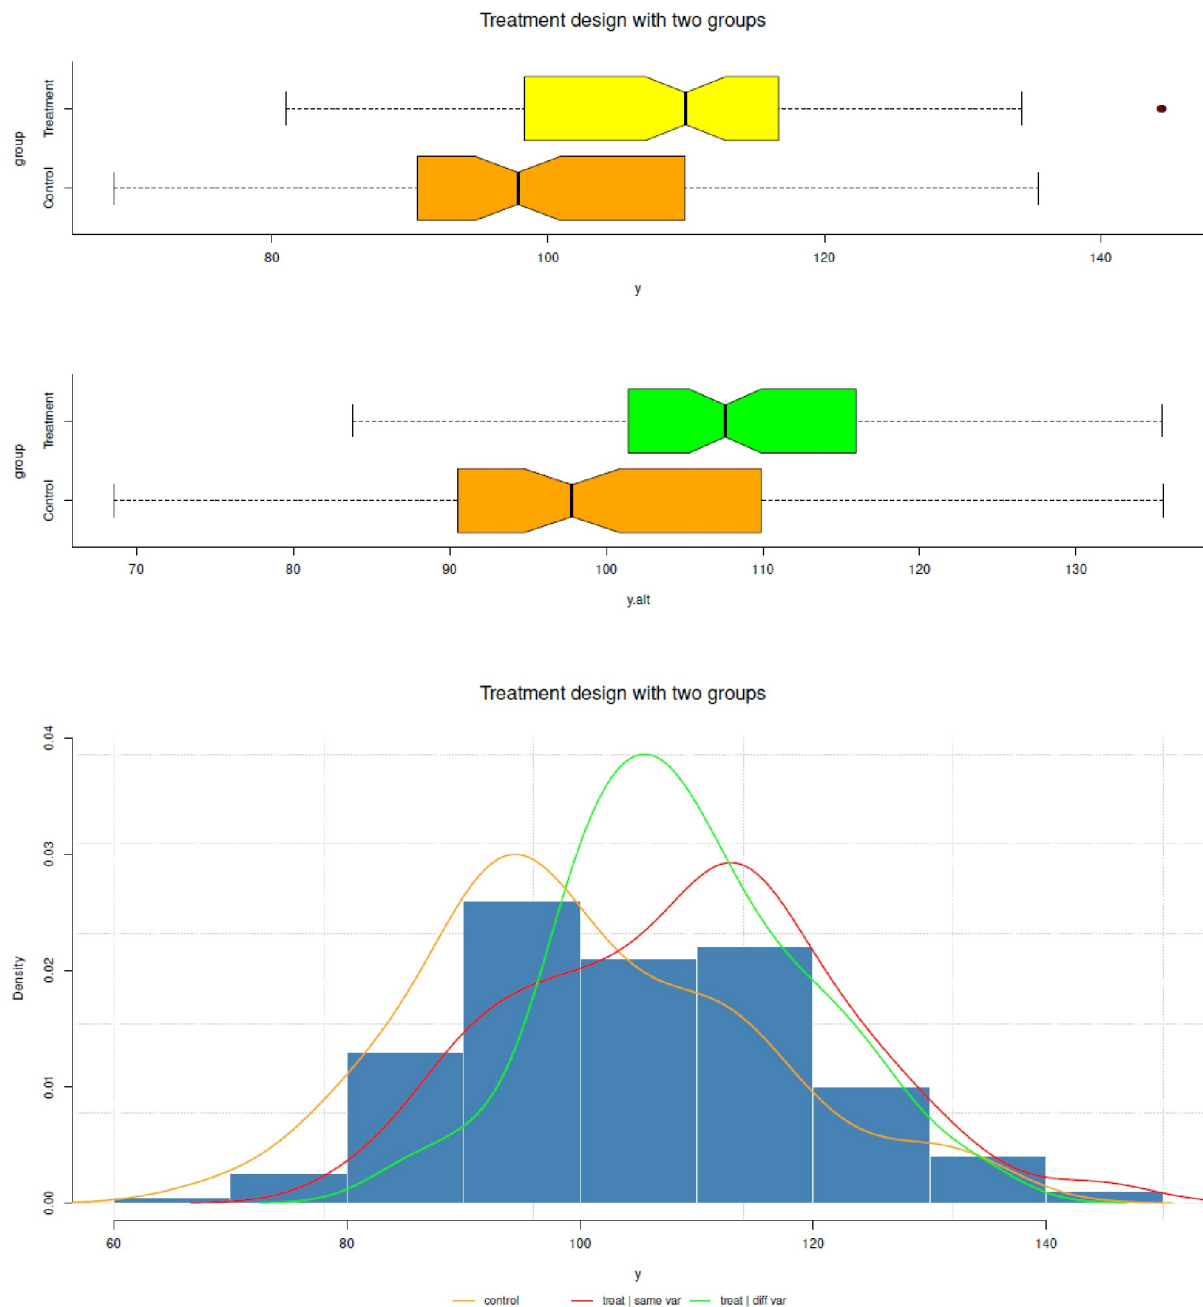 Treatment design with two groups
group
Treatment
Control
80 100 120 140
y
group
Treatment
Control
70 80 90 100 110 120 130
y.alt
Treatment design with two groups
Density
0.04
0.03
0.02
0.01
0.00
60 80 100 120 140
y
control treat | same var treat | diff var